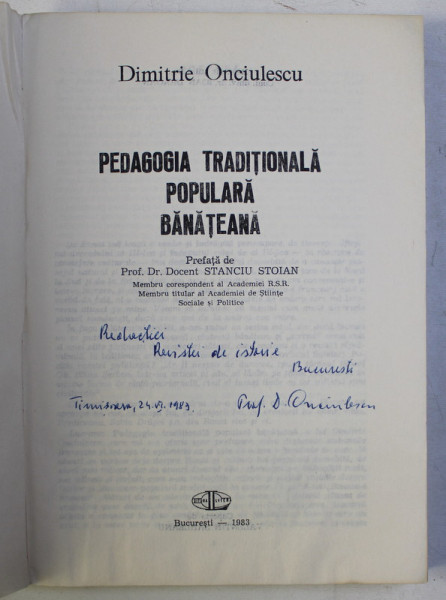 Dimitrie Onciulescu
PEDAGOGIA TRADIȚIONALĂ
POPULARĂ
BĂNĂȚEANĂ
Prefață de
Prof. Dr. Docent STANCIU STOIAN
Membru corespondent al Academiei R.S.R.
Membru titular al Academiei de Științe
Sociale și Politice
Redacției
Revistei de istorie
București
Timișoara, 24.VI.1983
Prof. D. Onciulescu
București — 1983